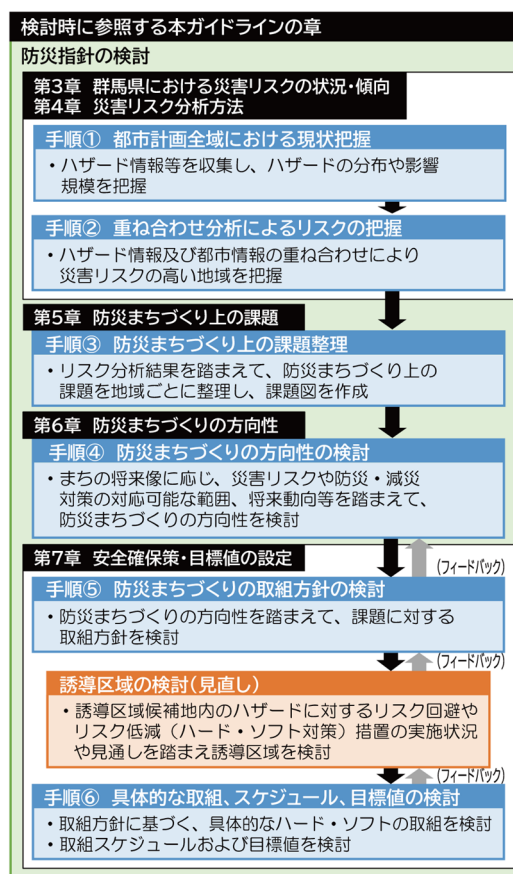 検討時に参照する本ガイドラインの章
防災指針の検討
第3章 群馬県における災害リスクの状況・傾向
第4章 災害リスク分析方法
手順① 都市計画全域における現状把握
・ハザード情報等を収集し、ハザードの分布や影響
規模を把握
手順② 重ね合わせ分析によるリスクの把握
・ハザード情報及び都市情報の重ね合わせにより
災害リスクの高い地域を把握
第5章 防災まちづくり上の課題
手順③ 防災まちづくり上の課題整理
・リスク分析結果を踏まえて、防災まちづくり上の
課題を地域ごとに整理し、課題図を作成
第6章 防災まちづくりの方向性
手順④ 防災まちづくりの方向性の検討
・まちの将来像に応じ、災害リスクや防災・減災
対策の対応可能な範囲、将来動向等を踏まえて、
防災まちづくりの方向性を検討
第7章 安全確保策・目標値の設定
(フィードバック)
手順⑤ 防災まちづくりの取組方針の検討
・防災まちづくりの方向性を踏まえて、課題に対する
取組方針を検討
(フィードバック)
誘導区域の検討(見直し)
・誘導区域候補地内のハザードに対するリスク回避や
リスク低減（ハード・ソフト対策）措置の実施状況
や見通しを踏まえ誘導区域を検討
(フィードバック)
手順⑥ 具体的な取組、スケジュール、目標値の検討
・取組方針に基づく、具体的なハード・ソフトの取組を検討
・取組スケジュールおよび目標値を検討